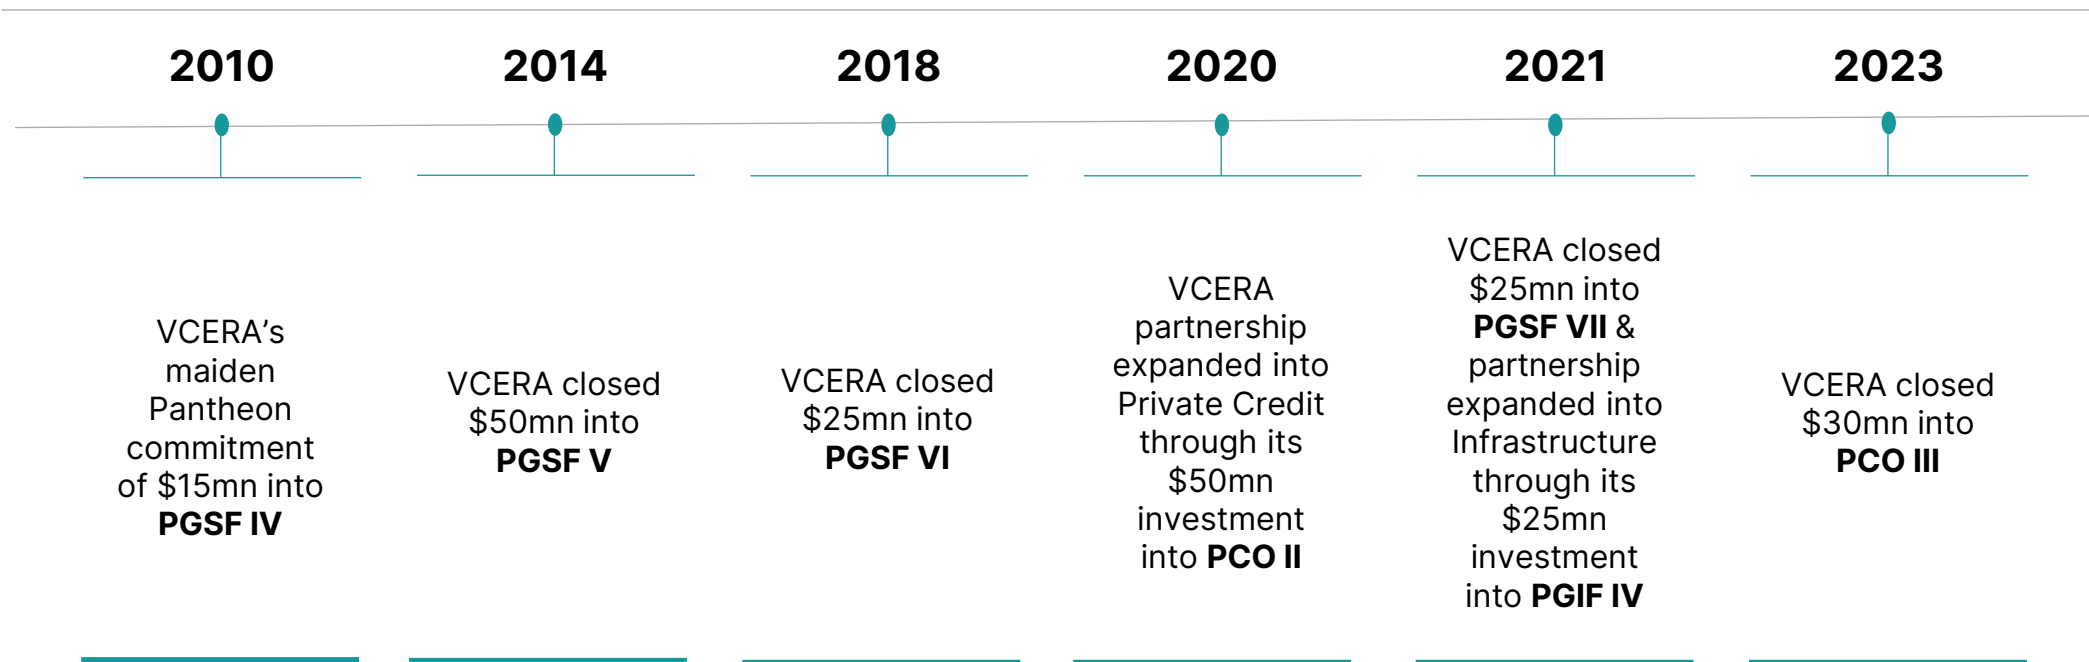 2010
VCERA’s
maiden
Pantheon
commitment
of $15mn into
PGSF IV
2014
VCERA closed
$50mn into
PGSF V
2018
VCERA closed
$25mn into
PGSF VI
2020
VCERA
partnership
expanded into
Private Credit
through its
$50mn
investment
into PCO II
2021
VCERA closed
$25mn into
PGSF VII &
partnership
expanded into
Infrastructure
through its
$25mn
investment
into PGIF IV
2023
VCERA closed
$30mn into
PCO III